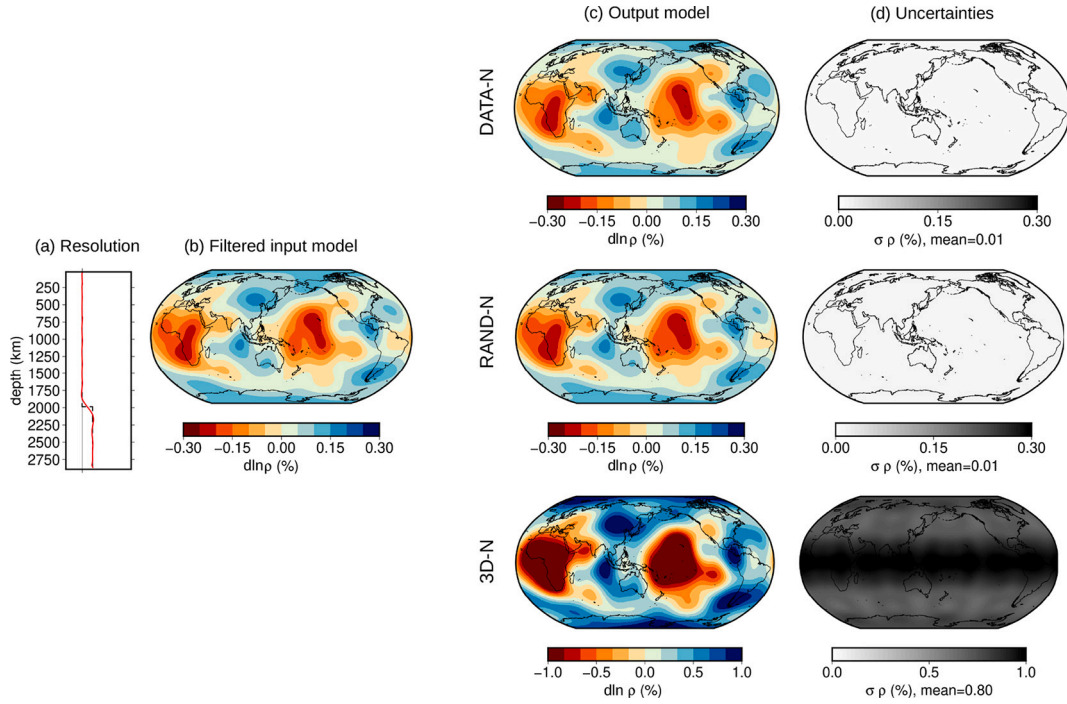 (c) Output model
(d) Uncertainties
DATA-N
−0.30 −0.15 0.00 0.15 0.30
dln ρ (%)
0.00 0.15 0.30
σ ρ (%), mean=0.01
(a) Resolution
(b) Filtered input model
depth (km)
250
500
750
1000
1250
1500
1750
2000
2250
2500
2750
−0.30 −0.15 0.00 0.15 0.30
dln ρ (%)
RAND-N
−0.30 −0.15 0.00 0.15 0.30
dln ρ (%)
0.00 0.15 0.30
σ ρ (%), mean=0.01
3D-N
−1.0 −0.5 0.0 0.5 1.0
dln ρ (%)
0.0 0.5 1.0
σ ρ (%), mean=0.80